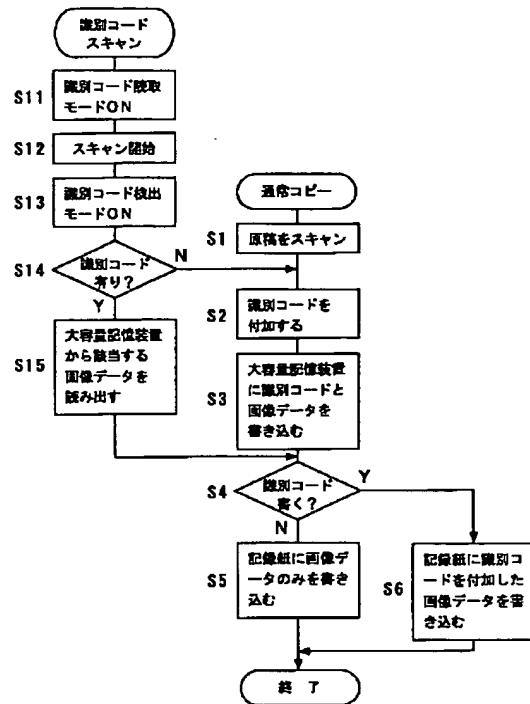 識別コード
スキャン
S11
識別コード読取
モードON
S12
スキャン開始
S13
識別コード検出
モードON
S14
識別コード
有り？
N
Y
S15
大容量記憶装置
から該当する
画像データを
読み出す
通常コピー
S1
原稿をスキャン
S2
識別コードを
付加する
S3
大容量記憶装置
に識別コードと
画像データを
書き込む
S4
識別コード
書く？
Y
N
S5
記録紙に画像デ
ータのみを書き
込む
S6
記録紙に識別コ
ードを付加した
画像データを書
き込む
終 了